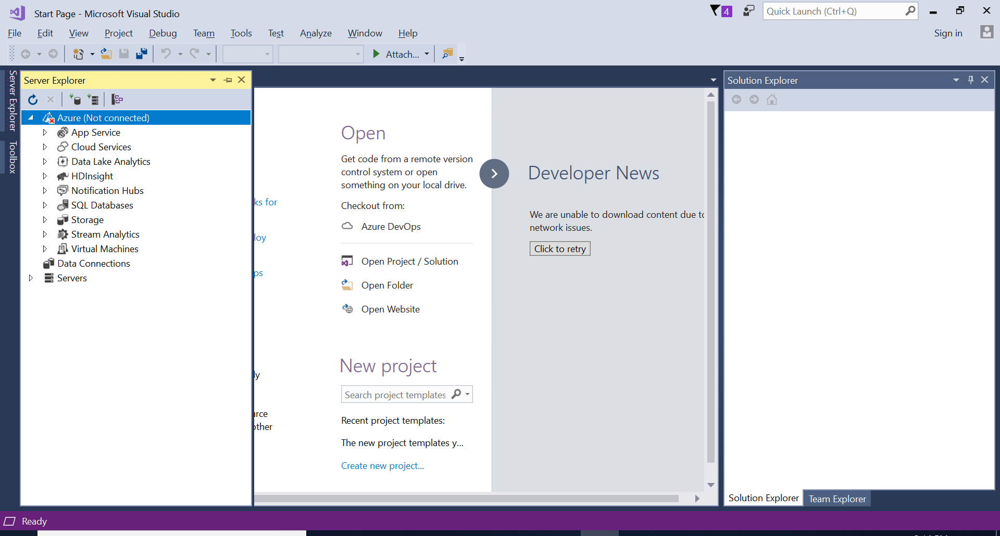 Start Page - Microsoft Visual Studio
4
Quick Launch (Ctrl+Q)
File Edit View Project Debug Team Tools Test Analyze Window Help
Sign in
Attach...
Server Explorer
Toolbox
Server Explorer
Azure (Not connected)
App Service
Cloud Services
Data Lake Analytics
HDInsight
Notification Hubs
SQL Databases
Storage
Stream Analytics
Virtual Machines
Data Connections
Servers
ks for
loy
ps
ly
urce
other
Open
Get code from a remote version
control system or open
something on your local drive.
Checkout from:
Azure DevOps
Open Project / Solution
Open Folder
Open Website
New project
Search project templates
Recent project templates:
The new project templates y...
Create new project...
Developer News
We are unable to download content due to
network issues.
Click to retry
Solution Explorer
Solution Explorer
Team Explorer
Ready